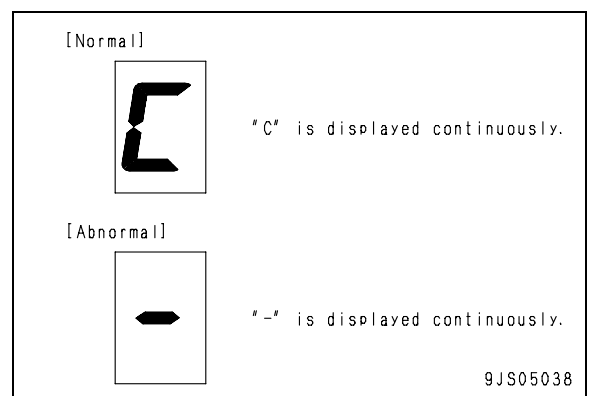 [Normal]
C
"C" is displayed continuously.
[Abnormal]
-
"-" is displayed continuously.
9JS05038